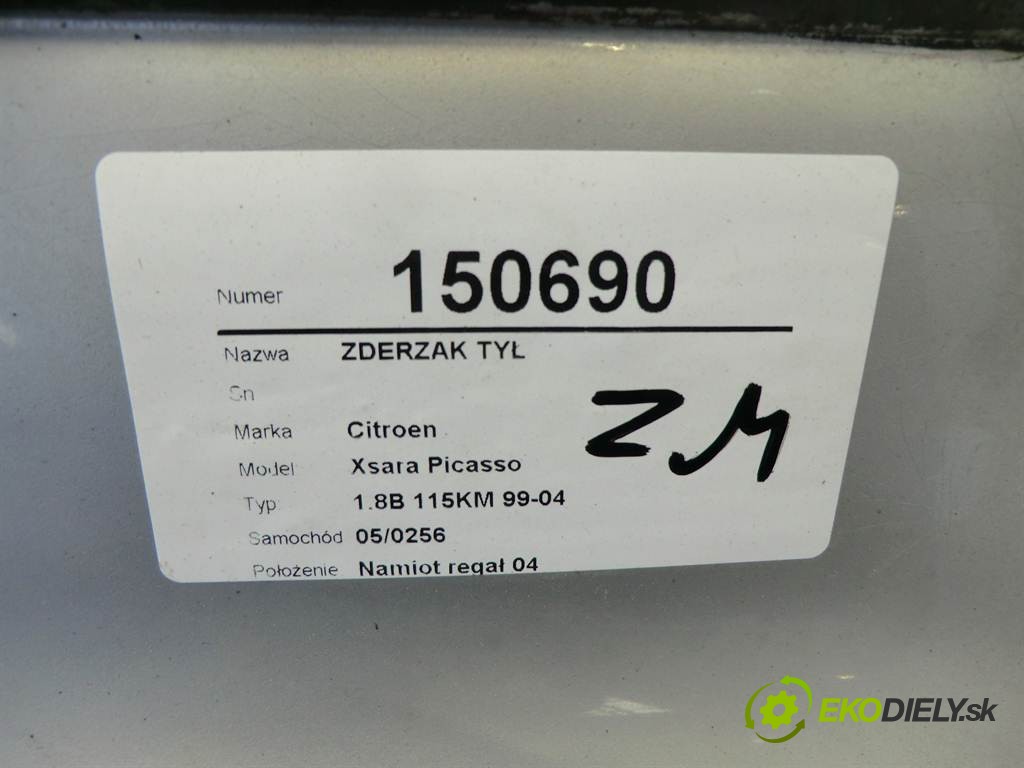 Numer 150690
Nazwa ZDERZAK TYŁ
Sn
Marka Citroen
Model Xsara Picasso
Typ 1.8B 115KM 99-04
Samochód 05/0256
Położenie Namiot regał 04
ZM
EKODIELY.sk